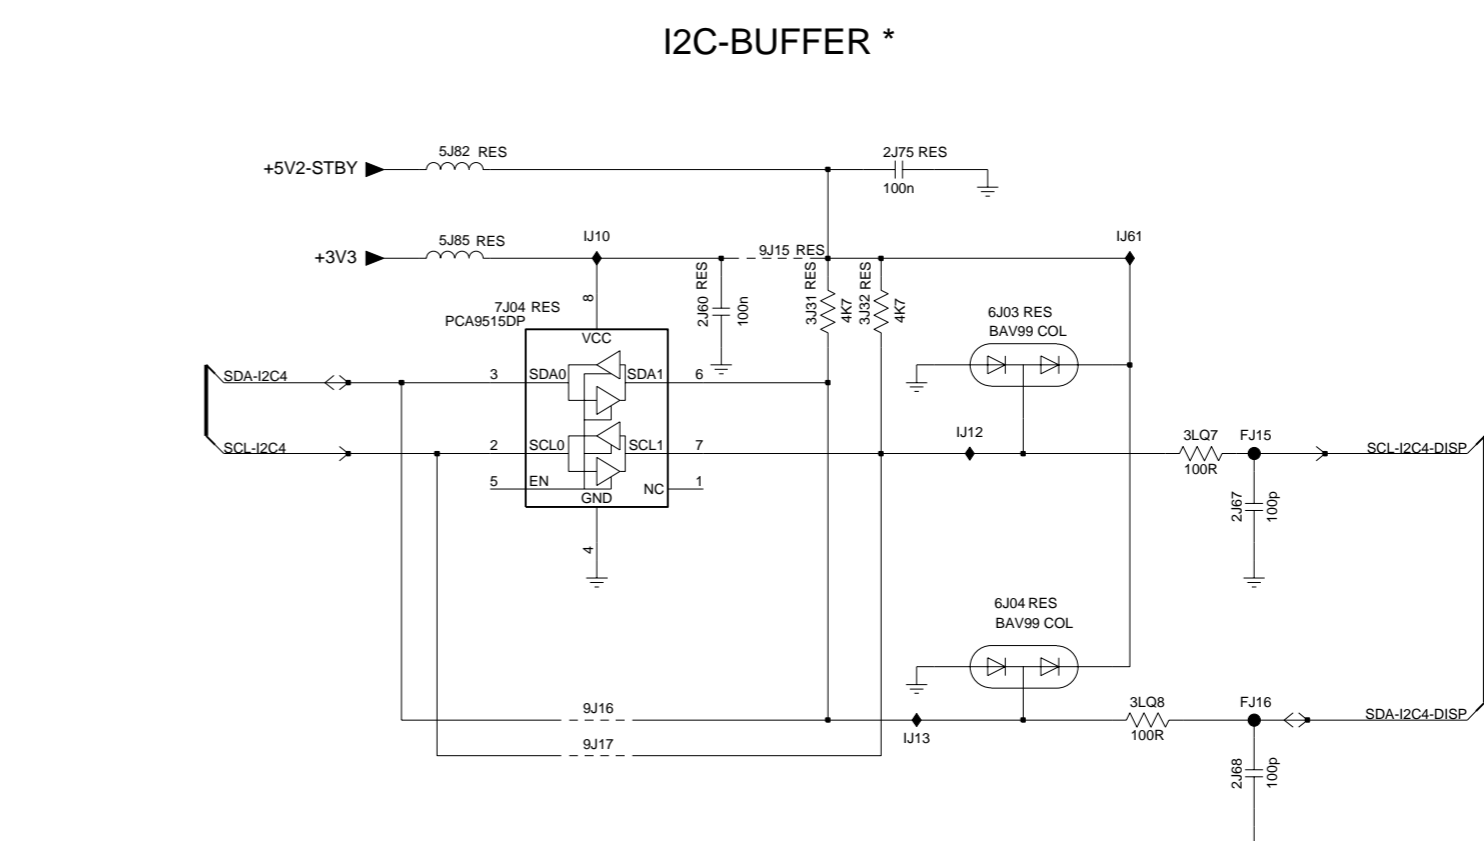 I2C-BUFFER *
5J82 RES
2J75 RES
+5V2-STBY
100n
5J85 RES
IJ10
9J15 RES
IJ61
+3V3
8
2J60 RES
100n
3J31 RES
4K7
3J32 RES
4K7
7J04 RES
PCA9515DP
6J03 RES
BAV99 COL
VCC
SDA-I2C4
3
SDA0
SDA1
6
IJ12
3LQ7
FJ15
SCL-I2C4
2
SCL0
SCL1
7
SCL-I2C4-DISP
100R
5
EN
GND
NC
1
2J67
100p
4
6J04 RES
BAV99 COL
9J16
3LQ8
FJ16
SDA-I2C4-DISP
IJ13
100R
9J17
2J68
100p